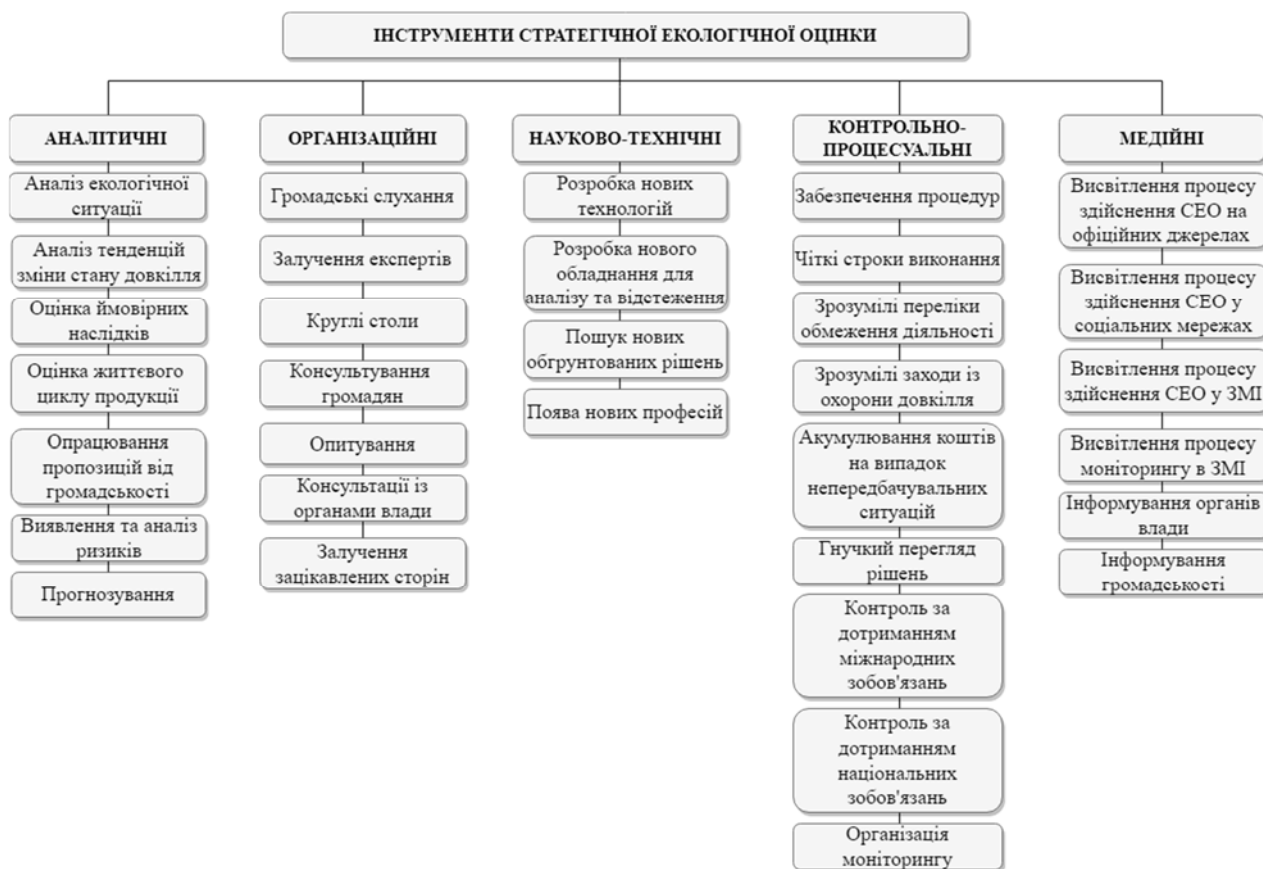 ІНСТРУМЕНТИ СТРАТЕГІЧНОЇ ЕКОЛОГІЧНОЇ ОЦІНКИ
АНАЛІТИЧНІ
Аналіз екологічної
ситуації
Аналіз тенденцій
зміни стану довкілля
Оцінка ймовірних
наслідків
Оцінка життєвого
циклу продукції
Опрацювання
пропозицій від
громадськості
Виявлення та аналіз
ризиків
Прогнозування
ОРГАНІЗАЦІЙНІ
Громадські слухання
Залучення експертів
Круглі столи
Консультування
громадян
Опитування
Консультації із
органами влади
Залучення
зацікавлених сторін
НАУКОВО-ТЕХНІЧНІ
Розробка нових
технологій
Розробка нового
обладнання для
аналізу та відстеження
Пошук нових
обгрунтованих рішень
Поява нових професій
КОНТРОЛЬНО-
ПРОЦЕСУАЛЬНІ
Забезпечення процедур
Чіткі строки виконання
Зрозумілі переліки
обмеження діяльності
Зрозумілі заходи із
охорони довкілля
Акумулювання коштів
на випадок
непередбачувальних
ситуацій
Гнучкий перегляд
рішень
Контроль за
дотриманням
міжнародних
зобов'язань
Контроль за
дотриманням
національних
зобов'язань
Організація
моніторингу
МЕДІЙНІ
Висвітлення процесу
здійснення СЕО на
офіційних джерелах
Висвітлення процесу
здійснення СЕО у
соціальних мережах
Висвітлення процесу
здійснення СЕО у ЗМІ
Висвітлення процесу
моніторингу в ЗМІ
Інформування органів
влади
Інформування
громадськості